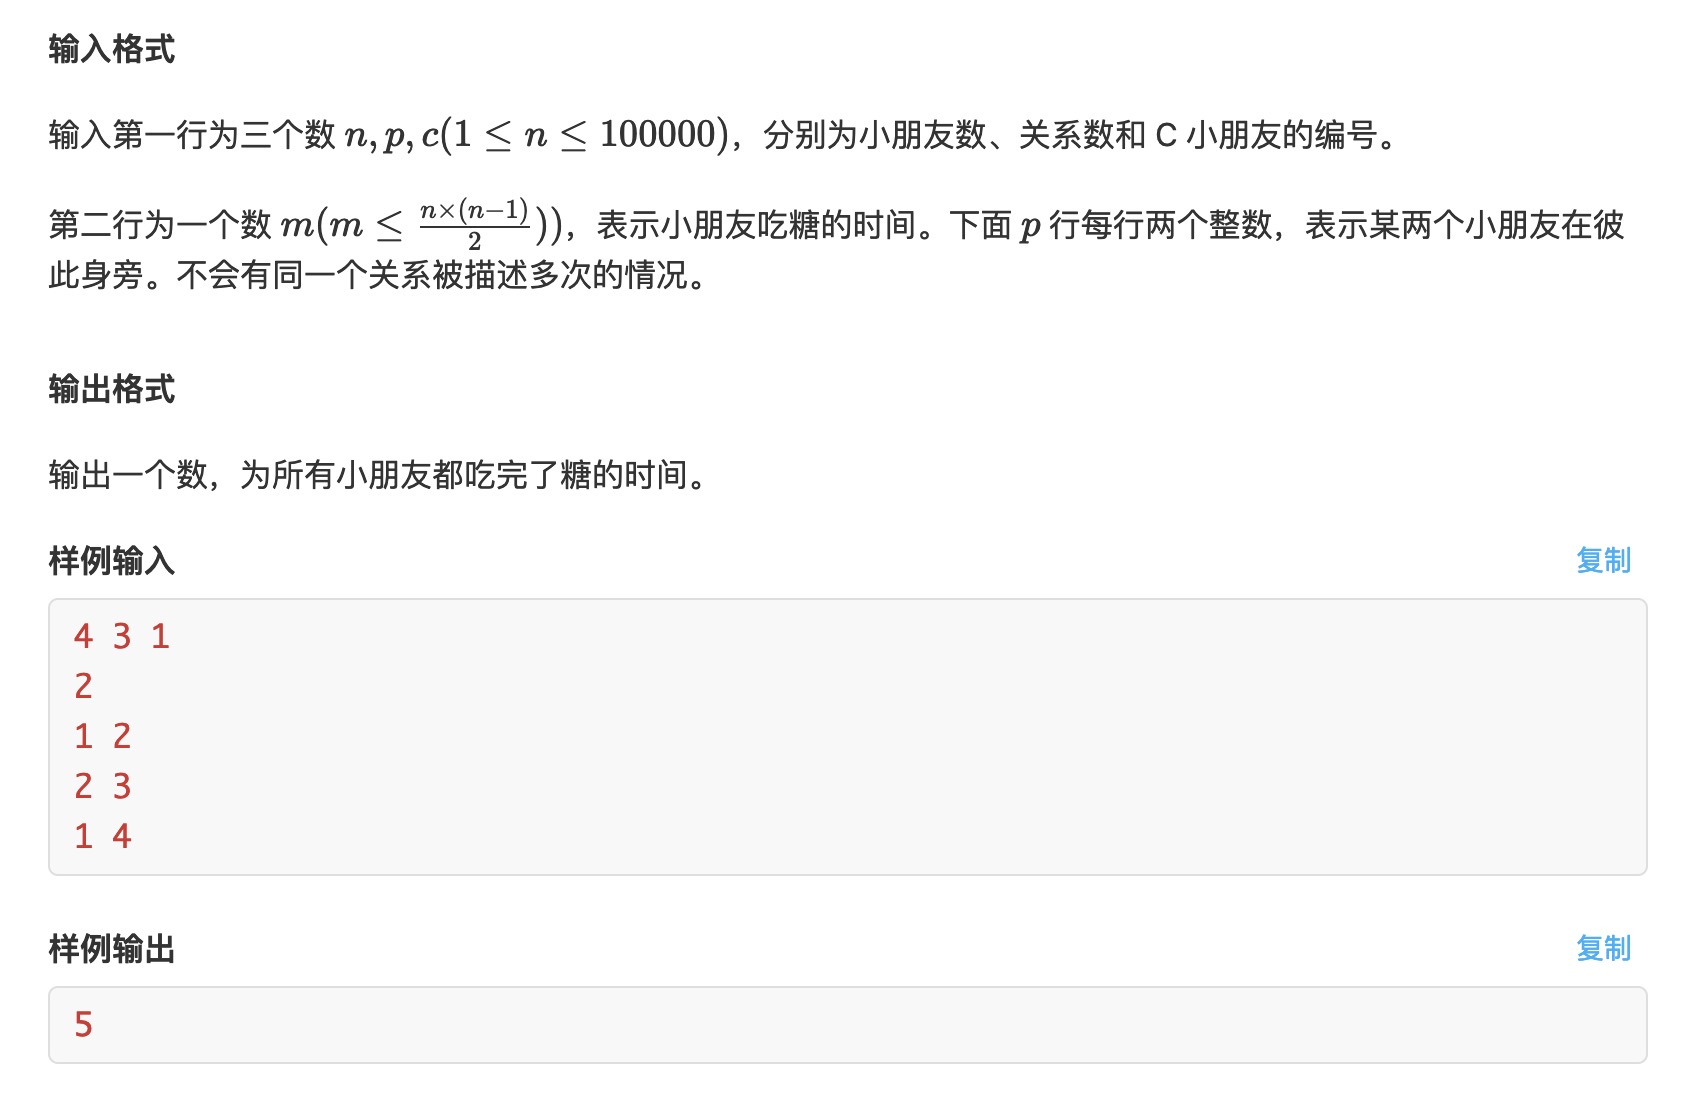 输入格式
输入第一行为三个数 n, p, c(1 ≤ n ≤ 100000)，分别为小朋友数、关系数和 C 小朋友的编号。
第二行为一个数 m(m ≤ \frac{n×(n−1)}{2}))，表示小朋友吃糖的时间。下面 p 行每行两个整数，表示某两个小朋友在彼
此身旁。不会有同一个关系被描述多次的情况。
输出格式
输出一个数，为所有小朋友都吃完了糖的时间。
样例输入 复制
4 3 1
2
1 2
2 3
1 4
样例输出 复制
5